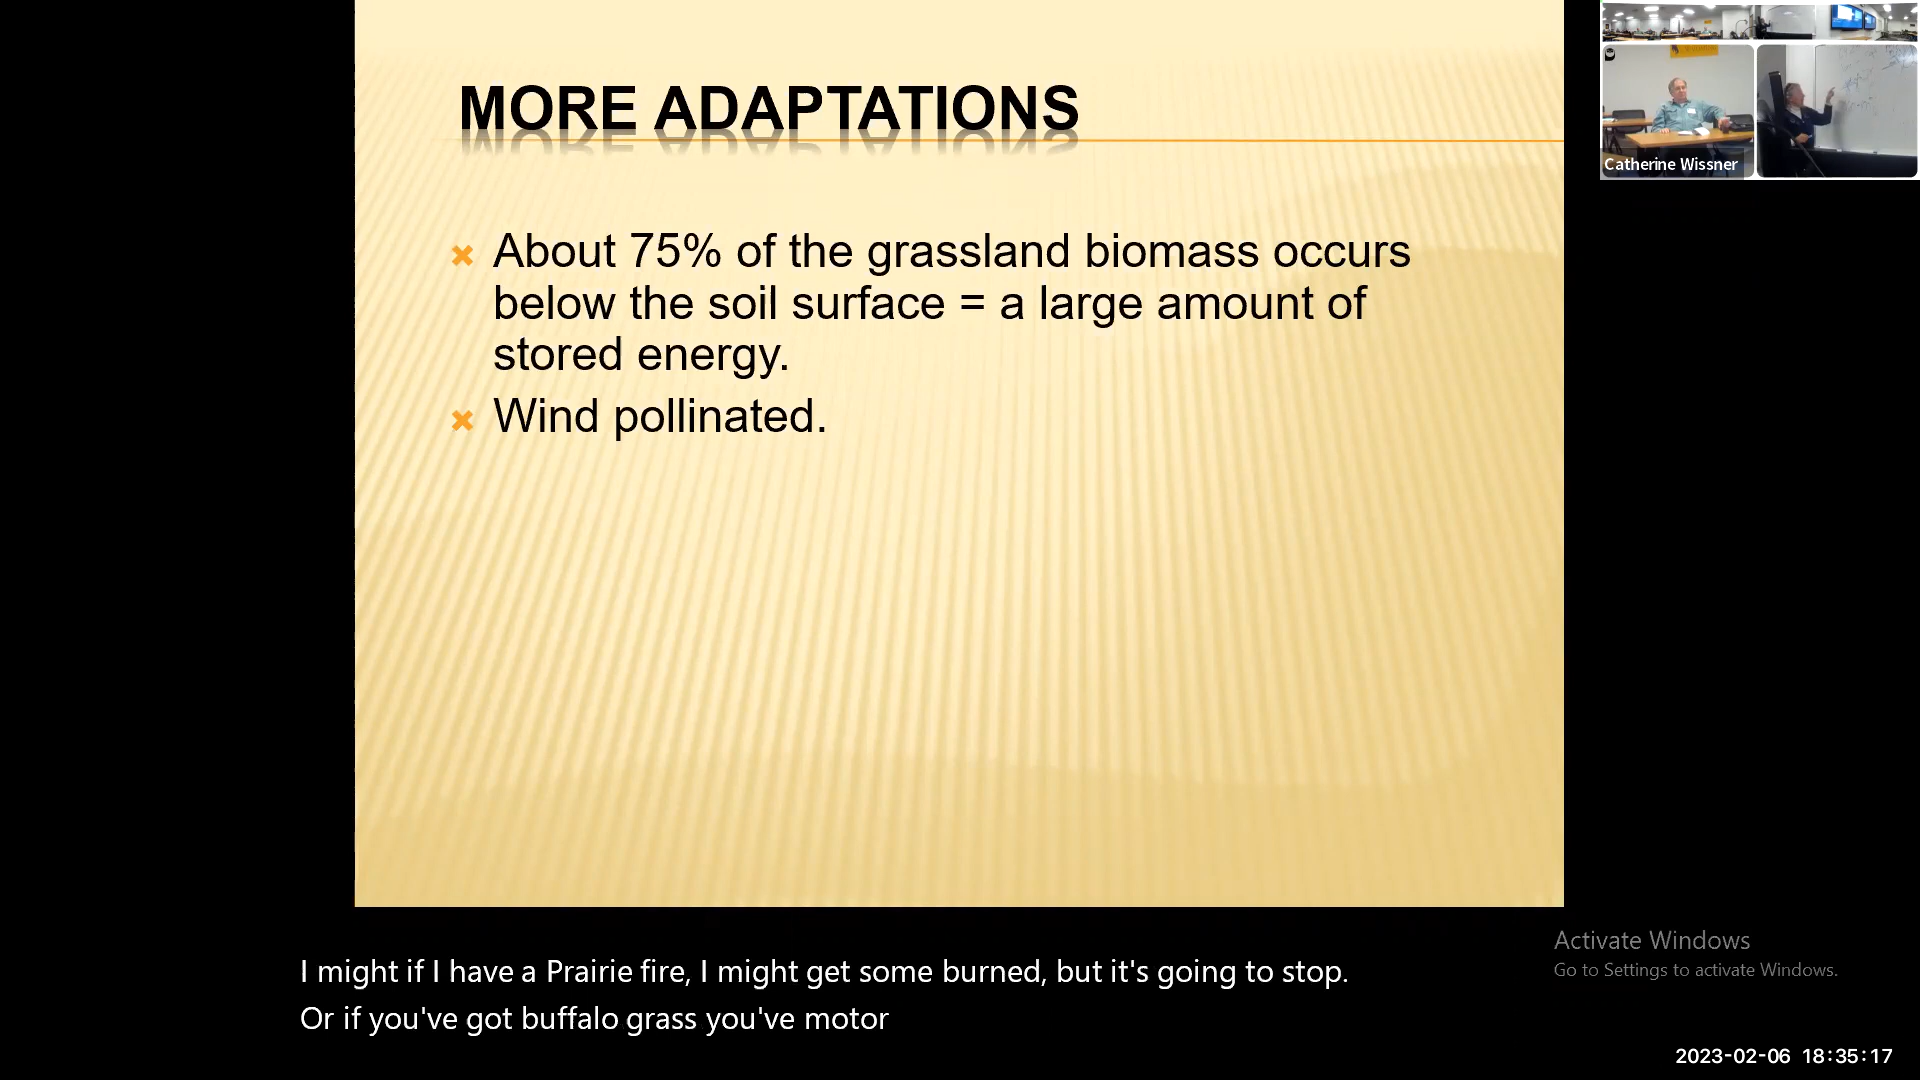 MORE ADAPTATIONS
About 75% of the grassland biomass occurs
below the soil surface = a large amount of
stored energy.
Wind pollinated.
Catherine Wissner
I might if I have a Prairie fire, I might get some burned, but it's going to stop.
Or if you've got buffalo grass you've motor
Activate Windows
Go to Settings to activate Windows.
2023-02-06 18:35:17